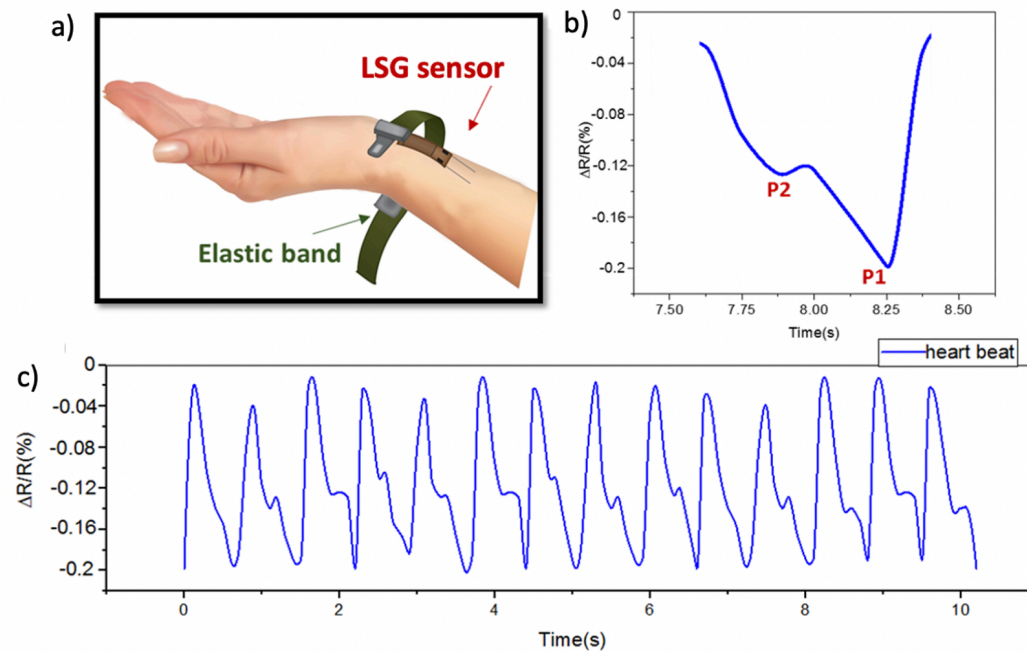 a)
LSG sensor
Elastic band
b)
0
-0.04
-0.08
-0.12
-0.16
-0.2
ΔR/R(%)
P2
P1
7.50 7.75 8.00 8.25 8.50
Time(s)
c)
heart beat
0
-0.04
-0.08
-0.12
-0.16
-0.2
ΔR/R(%)
0 2 4 6 8 10
Time(s)